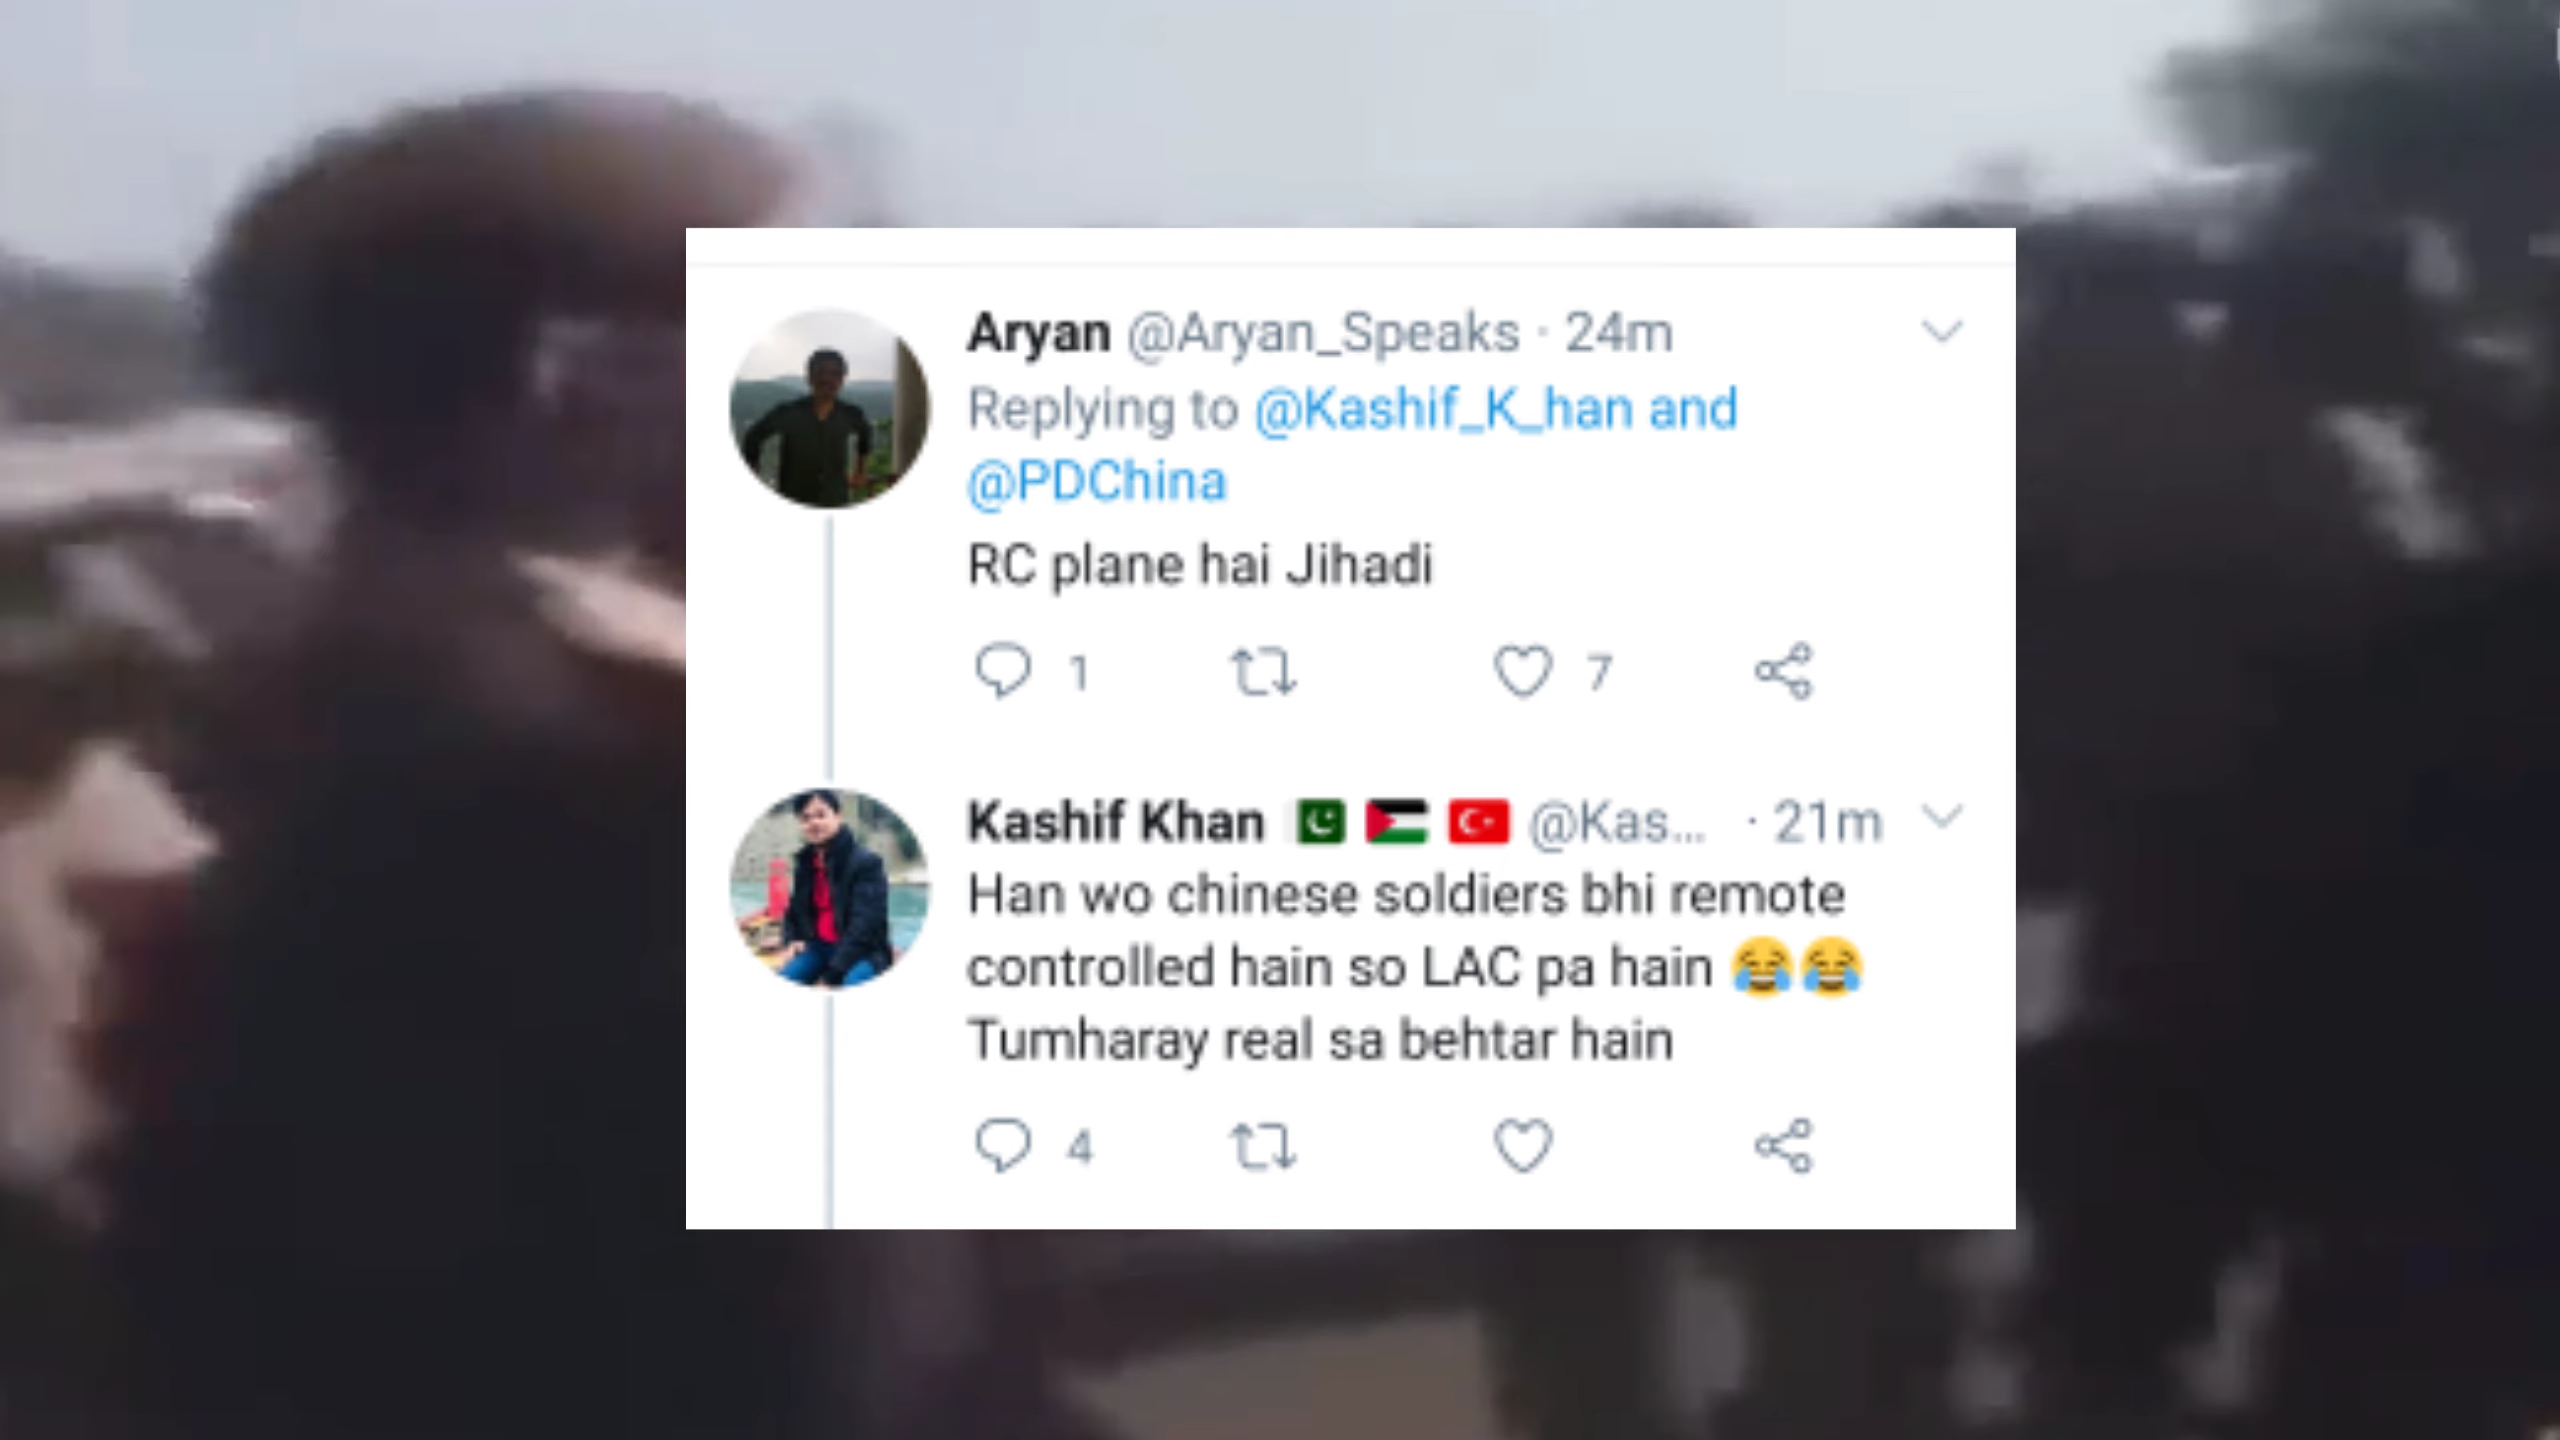 Aryan @Aryan_Speaks · 24m
Replying to @Kashif_K_han and
@PDChina
RC plane hai Jihadi
1 7
Kashif Khan 🇵🇰 🇵🇸 🇹🇷 @Kas... · 21m
Han wo chinese soldiers bhi remote
controlled hain so LAC pa hain 😂😂
Tumharay real sa behtar hain
4